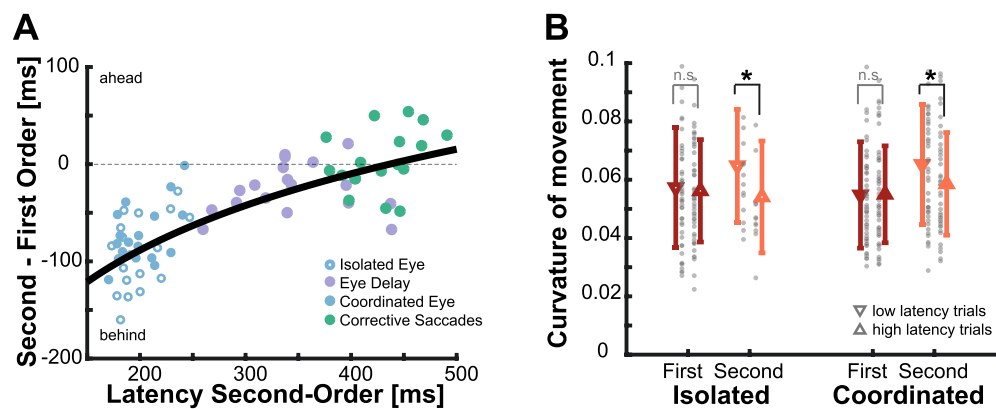 A
Second - First Order [ms]
100
0
-100
-200
ahead
behind
Isolated Eye
Eye Delay
Coordinated Eye
Corrective Saccades
200
300
400
500
Latency Second-Order [ms]
B
Curvature of movement
0.1
0.08
0.06
0.04
0.02
0
n.s.
*
n.s.
*
low latency trials
high latency trials
First Second
First Second
Isolated
Coordinated